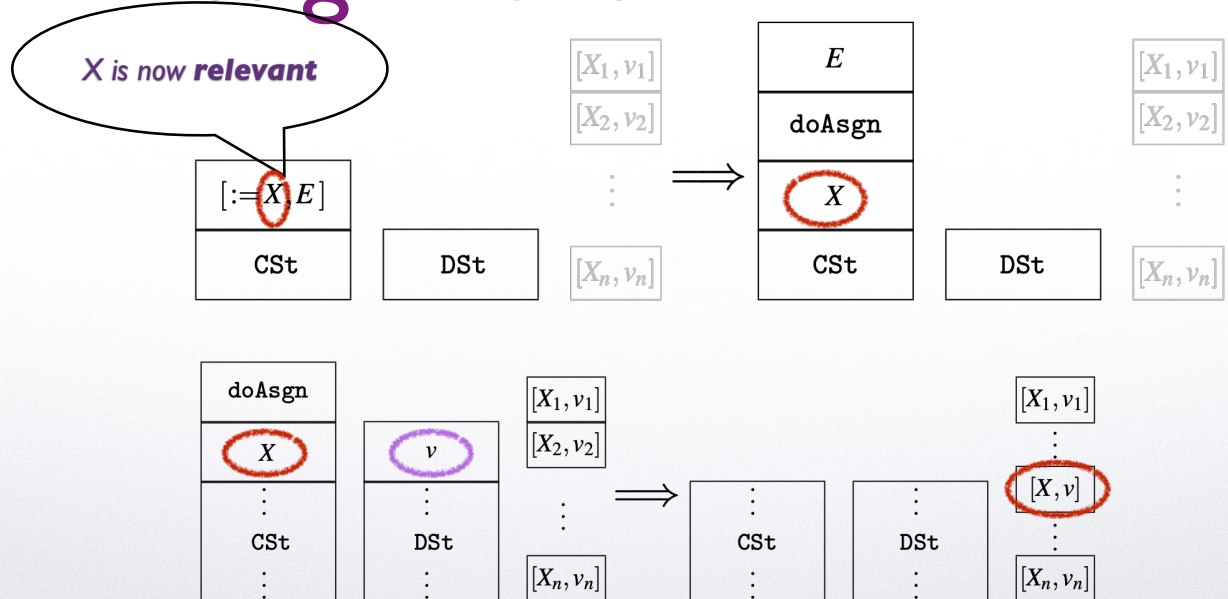 X is now relevant
[:=X,E]
CSt
DSt
[X₁,v₁]
[X₂,v₂]
⋮
[Xₙ,vₙ]
⟹
E
doAsgn
X
CSt
DSt
[X₁,v₁]
[X₂,v₂]
⋮
[Xₙ,vₙ]
doAsgn
X
⋮
CSt
⋮
v
⋮
DSt
⋮
[X₁,v₁]
[X₂,v₂]
⋮
[Xₙ,vₙ]
⟹
⋮
CSt
⋮
⋮
DSt
⋮
[X₁,v₁]
⋮
[X,v]
⋮
[Xₙ,vₙ]